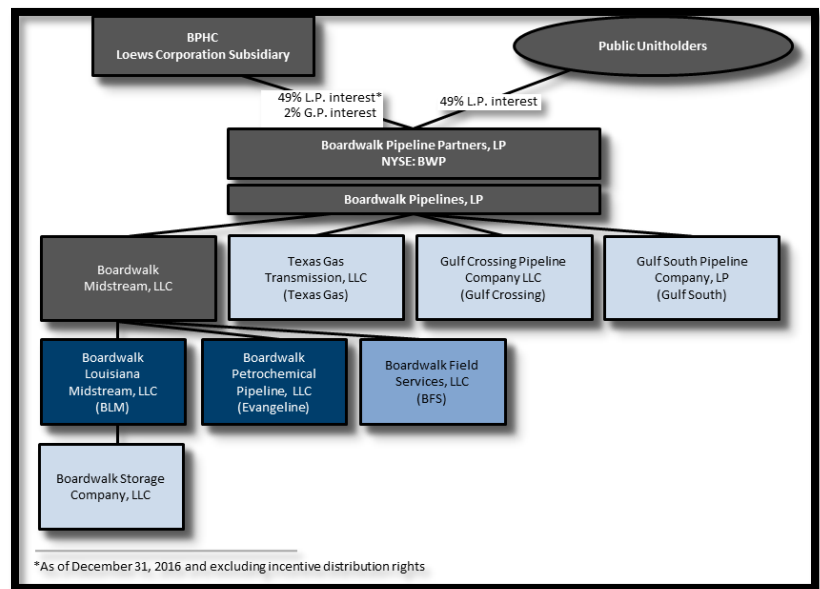 BPHC
Loews Corporation Subsidiary
Public Unitholders
49% L.P. interest*
2% G.P. interest
49% L.P. interest
Boardwalk Pipeline Partners, LP
NYSE: BWP
Boardwalk Pipelines, LP
Boardwalk
Midstream, LLC
Texas Gas
Transmission, LLC
(Texas Gas)
Gulf Crossing Pipeline
Company LLC
(Gulf Crossing)
Gulf South Pipeline
Company, LP
(Gulf South)
Boardwalk
Louisiana
Midstream, LLC
(BLM)
Boardwalk
Petrochemical
Pipeline, LLC
(Evangeline)
Boardwalk Field
Services, LLC
(BFS)
Boardwalk Storage
Company, LLC
*As of December 31, 2016 and excluding incentive distribution rights